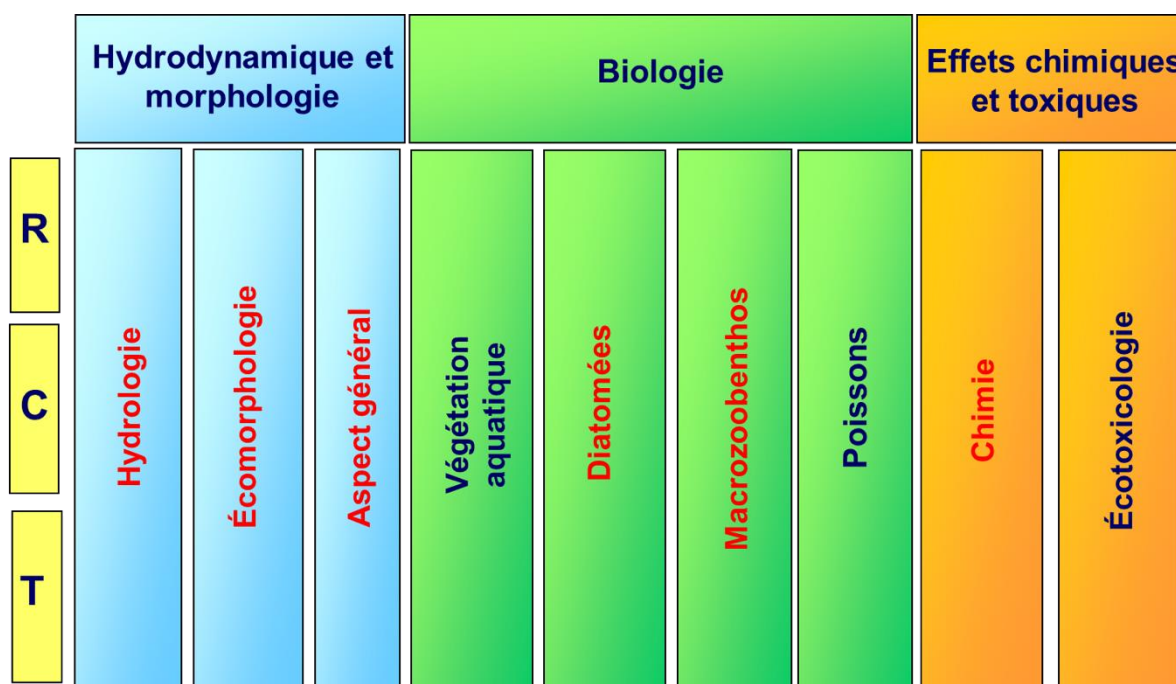 Hydrodynamique et
morphologie
Biologie
Effets chimiques
et toxiques
R
C
T
Hydrologie
Écomorphologie
Aspect général
Végétation
aquatique
Diatomées
Macrozoobenthos
Poissons
Chimie
Écotoxicologie